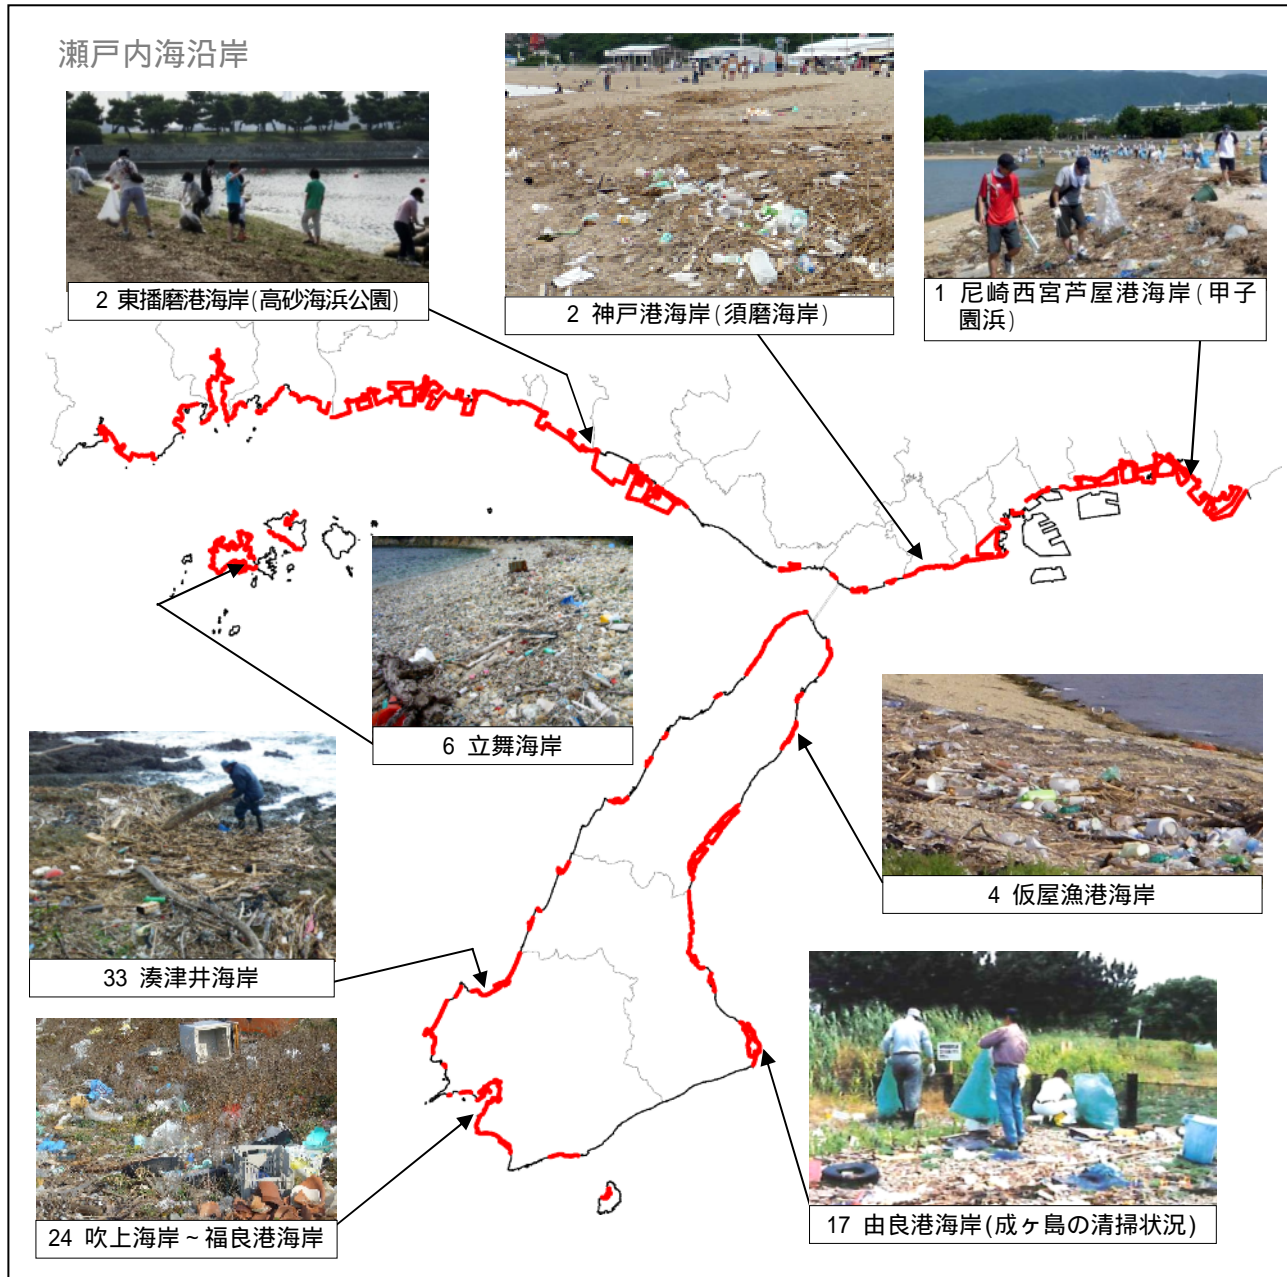 瀬戸内海沿岸
2 東播磨港海岸(高砂海浜公園)
2 神戸港海岸(須磨海岸)
1 尼崎西宮芦屋港海岸(甲子
園浜)
6 立舞海岸
4 仮屋漁港海岸
33 湊津井海岸
24 吹上海岸~福良港海岸
17 由良港海岸(成ヶ島の清掃状況)